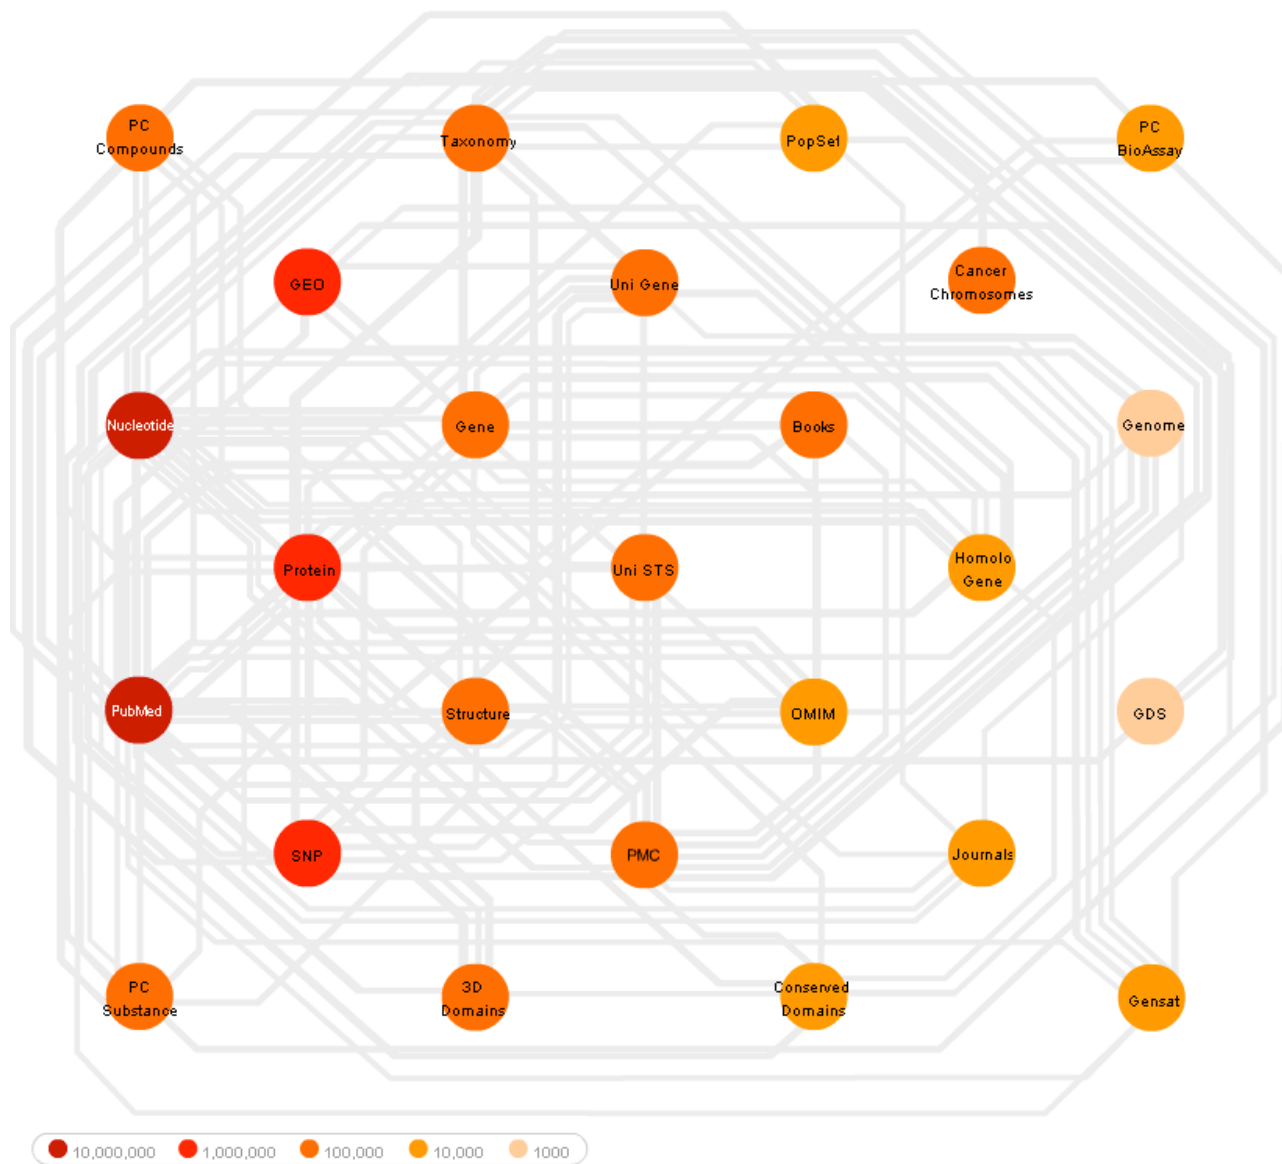 PC
Compounds
Taxonomy
PopSet
PC
BioAssay
GEO
Uni Gene
Cancer
Chromosomes
Nucleotide
Gene
Books
Genome
Protein
Uni STS
Homolo
Gene
PubMed
Structure
OMIM
GDS
SNP
PMC
Journals
PC
Substance
3D
Domains
Conserved
Domains
Gensat
10,000,000
1,000,000
100,000
10,000
1000